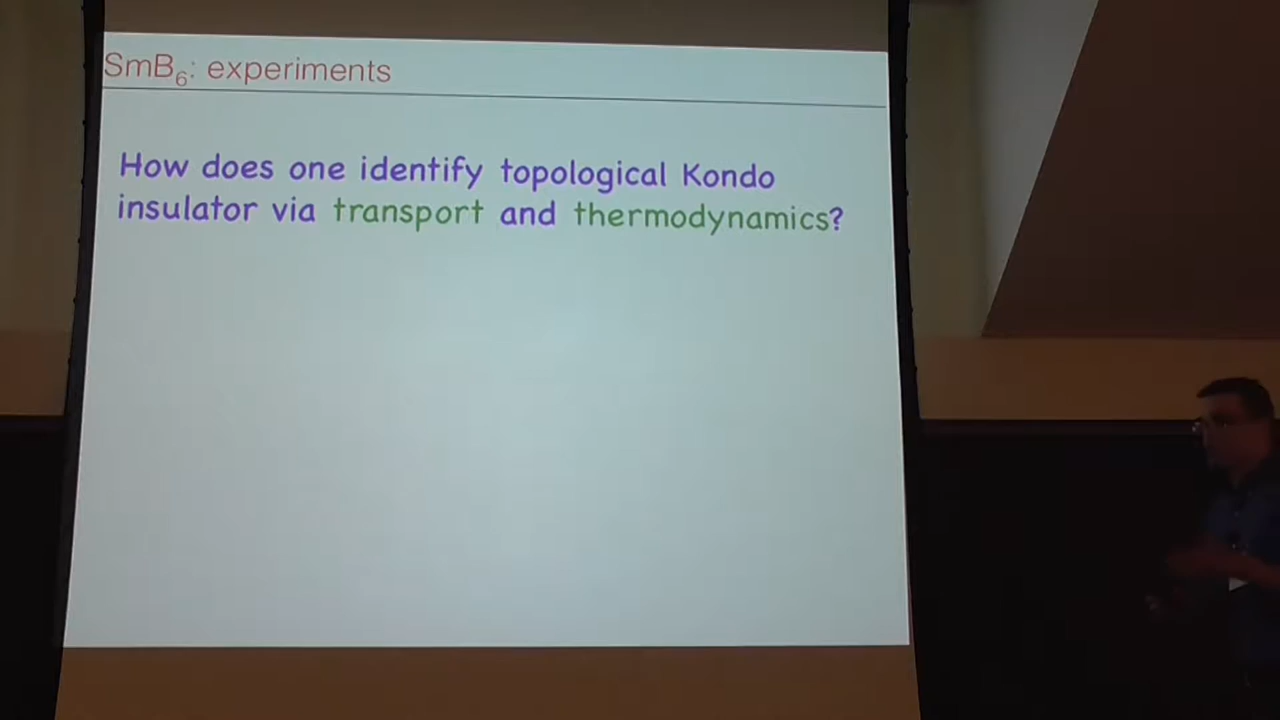 SmB₆: experiments
How does one identify topological Kondo
insulator via transport and thermodynamics?